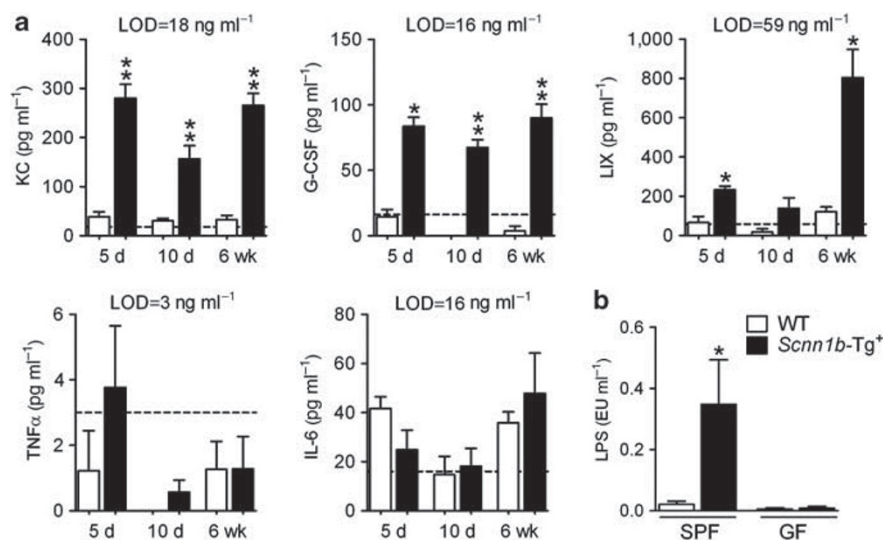 a
LOD=18 ng ml⁻¹
KC (pg ml⁻¹)
400
300
200
100
0
**
**
**
5 d 10 d 6 wk
LOD=16 ng ml⁻¹
G-CSF (pg ml⁻¹)
150
100
50
0
*
**
**
5 d 10 d 6 wk
LOD=59 ng ml⁻¹
LIX (pg ml⁻¹)
1,000
800
600
400
200
0
*
*
5 d 10 d 6 wk
LOD=3 ng ml⁻¹
TNFα (pg ml⁻¹)
6
4
2
0
5 d 10 d 6 wk
LOD=16 ng ml⁻¹
IL-6 (pg ml⁻¹)
80
60
40
20
0
5 d 10 d 6 wk
b
WT
Scnn1b-Tg⁺
LPS (EU ml⁻¹)
0.6
0.4
0.2
0.0
*
SPF GF